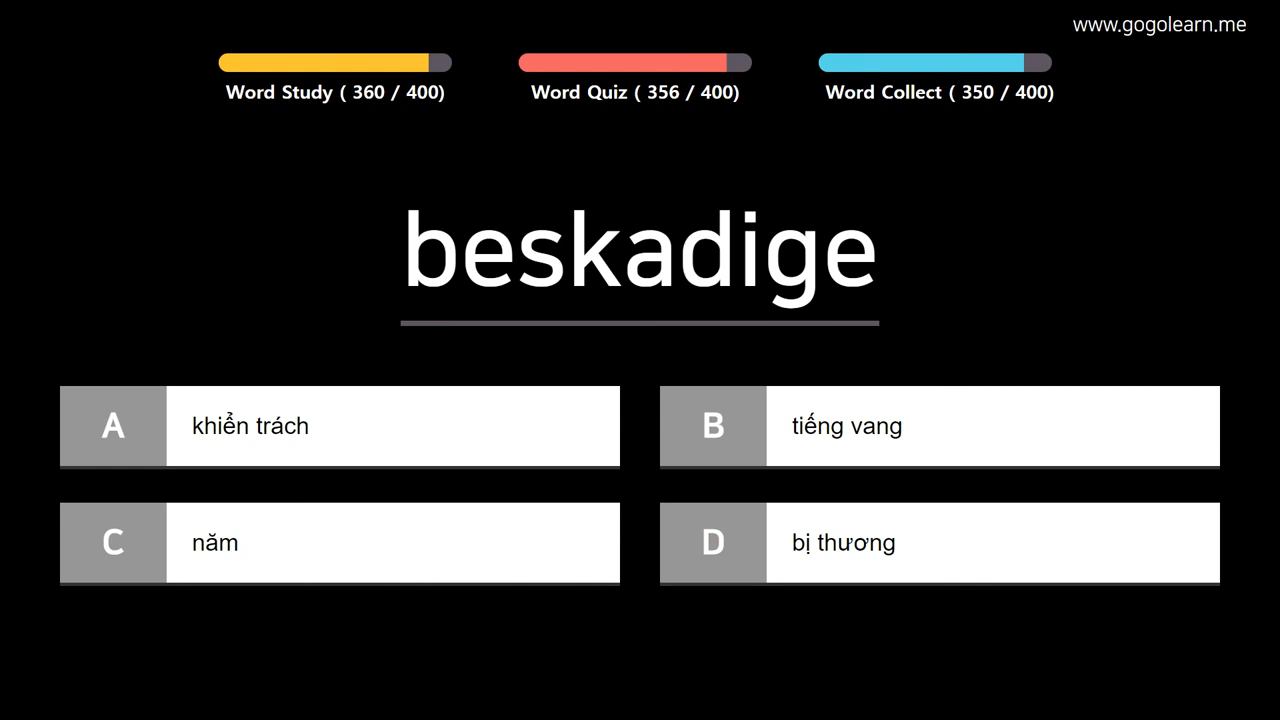 www.gogolearn.me
Word Study ( 360 / 400)
Word Quiz ( 356 / 400)
Word Collect ( 350 / 400)
beskadige
A khiển trách
B tiếng vang
C năm
D bị thương